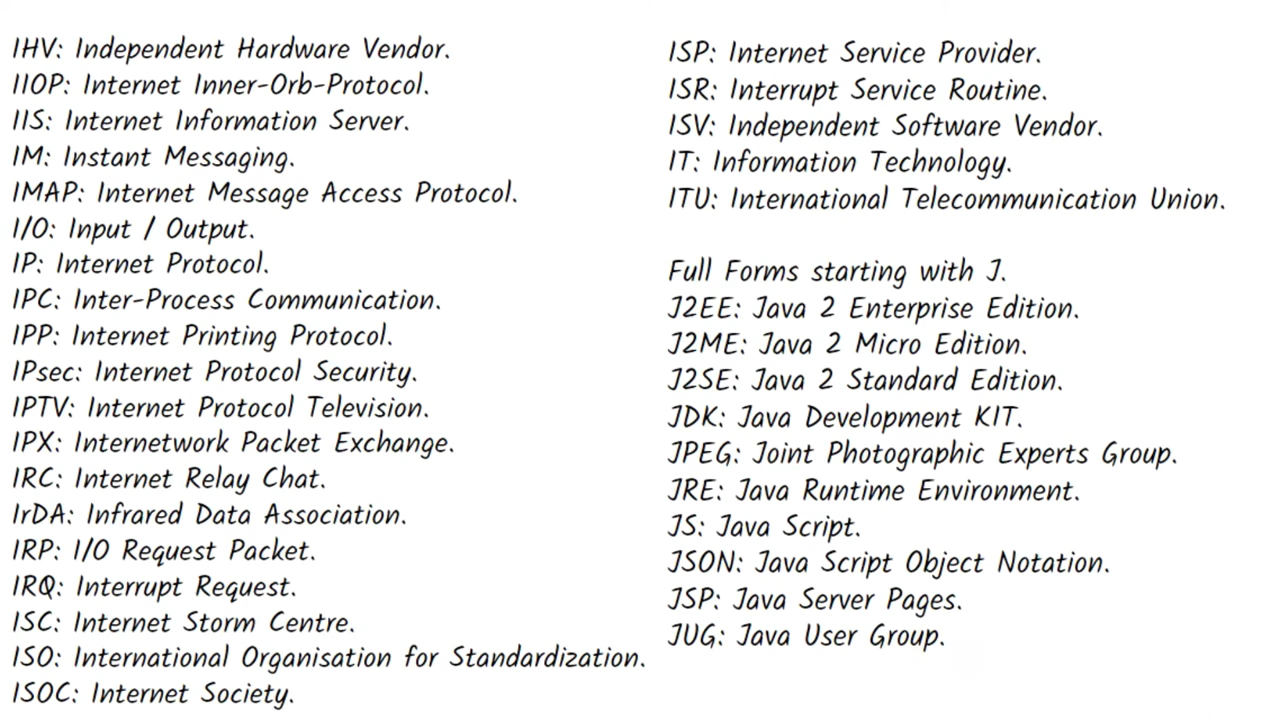 IHV: Independent Hardware Vendor.
IIOP: Internet Inner-Orb-Protocol.
IIS: Internet Information Server.
IM: Instant Messaging.
IMAP: Internet Message Access Protocol.
I/O: Input / Output.
IP: Internet Protocol.
IPC: Inter-Process Communication.
IPP: Internet Printing Protocol.
IPsec: Internet Protocol Security.
IPTV: Internet Protocol Television.
IPX: Internetwork Packet Exchange.
IRC: Internet Relay Chat.
IrDA: Infrared Data Association.
IRP: I/O Request Packet.
IRQ: Interrupt Request.
ISC: Internet Storm Centre.
ISO: International Organisation for Standardization.
ISOC: Internet Society.
ISP: Internet Service Provider.
ISR: Interrupt Service Routine.
ISV: Independent Software Vendor.
IT: Information Technology.
ITU: International Telecommunication Union.
Full Forms starting with J.
J2EE: Java 2 Enterprise Edition.
J2ME: Java 2 Micro Edition.
J2SE: Java 2 Standard Edition.
JDK: Java Development KIT.
JPEG: Joint Photographic Experts Group.
JRE: Java Runtime Environment.
JS: Java Script.
JSON: Java Script Object Notation.
JSP: Java Server Pages.
JUG: Java User Group.